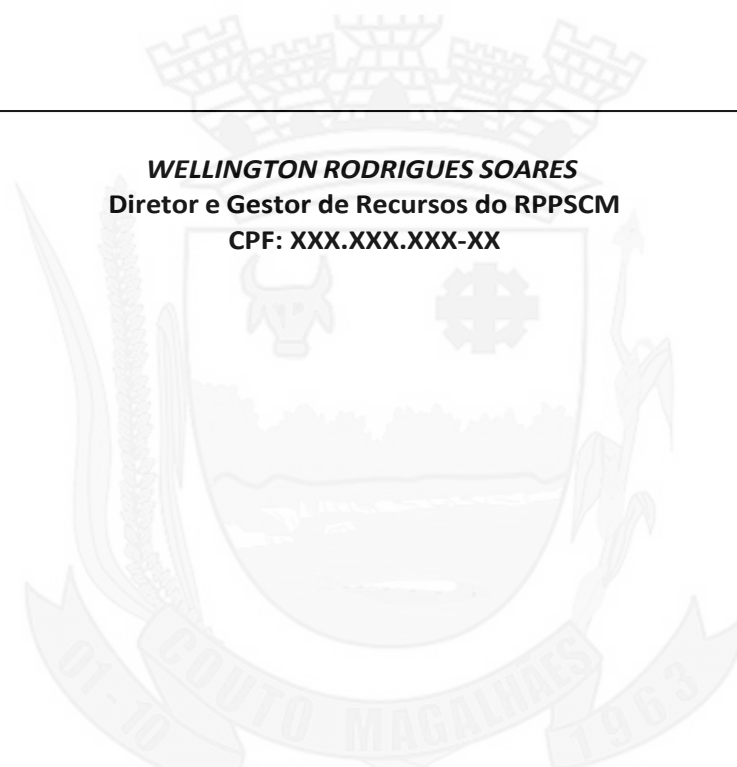 WELLINGTON RODRIGUES SOARES
Diretor e Gestor de Recursos do RPPSCM
CPF: XXX.XXX.XXX-XX
01 - 10 COUTO MAGALHÃES 1963